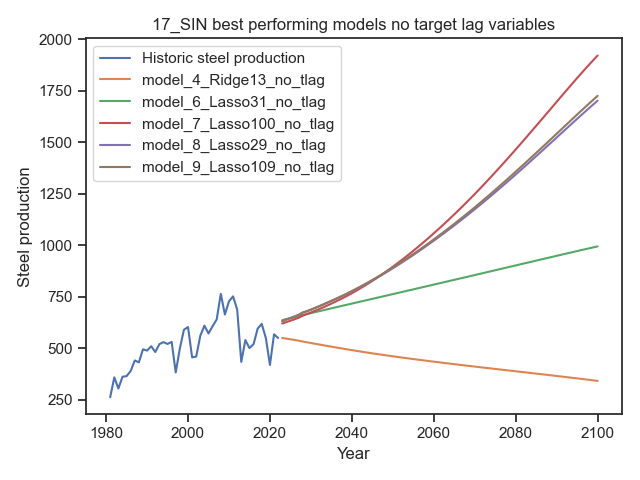 17_SIN best performing models no target lag variables
Historic steel production
model_4_Ridge13_no_tlag
model_6_Lasso31_no_tlag
model_7_Lasso100_no_tlag
model_8_Lasso29_no_tlag
model_9_Lasso109_no_tlag
Steel production
2000
1750
1500
1250
1000
750
500
250
1980
2000
2020
2040
2060
2080
2100
Year